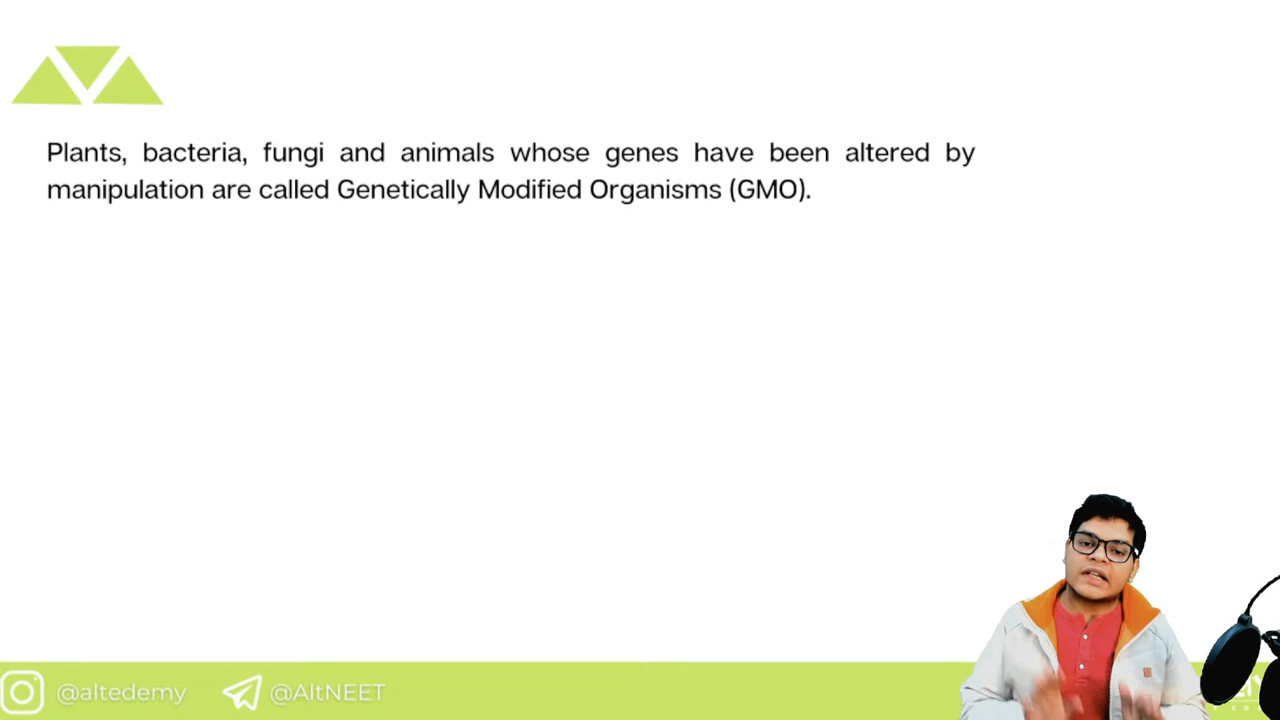 Plants, bacteria, fungi and animals whose genes have been altered by
manipulation are called Genetically Modified Organisms (GMO).
@altedemy @AltNEET